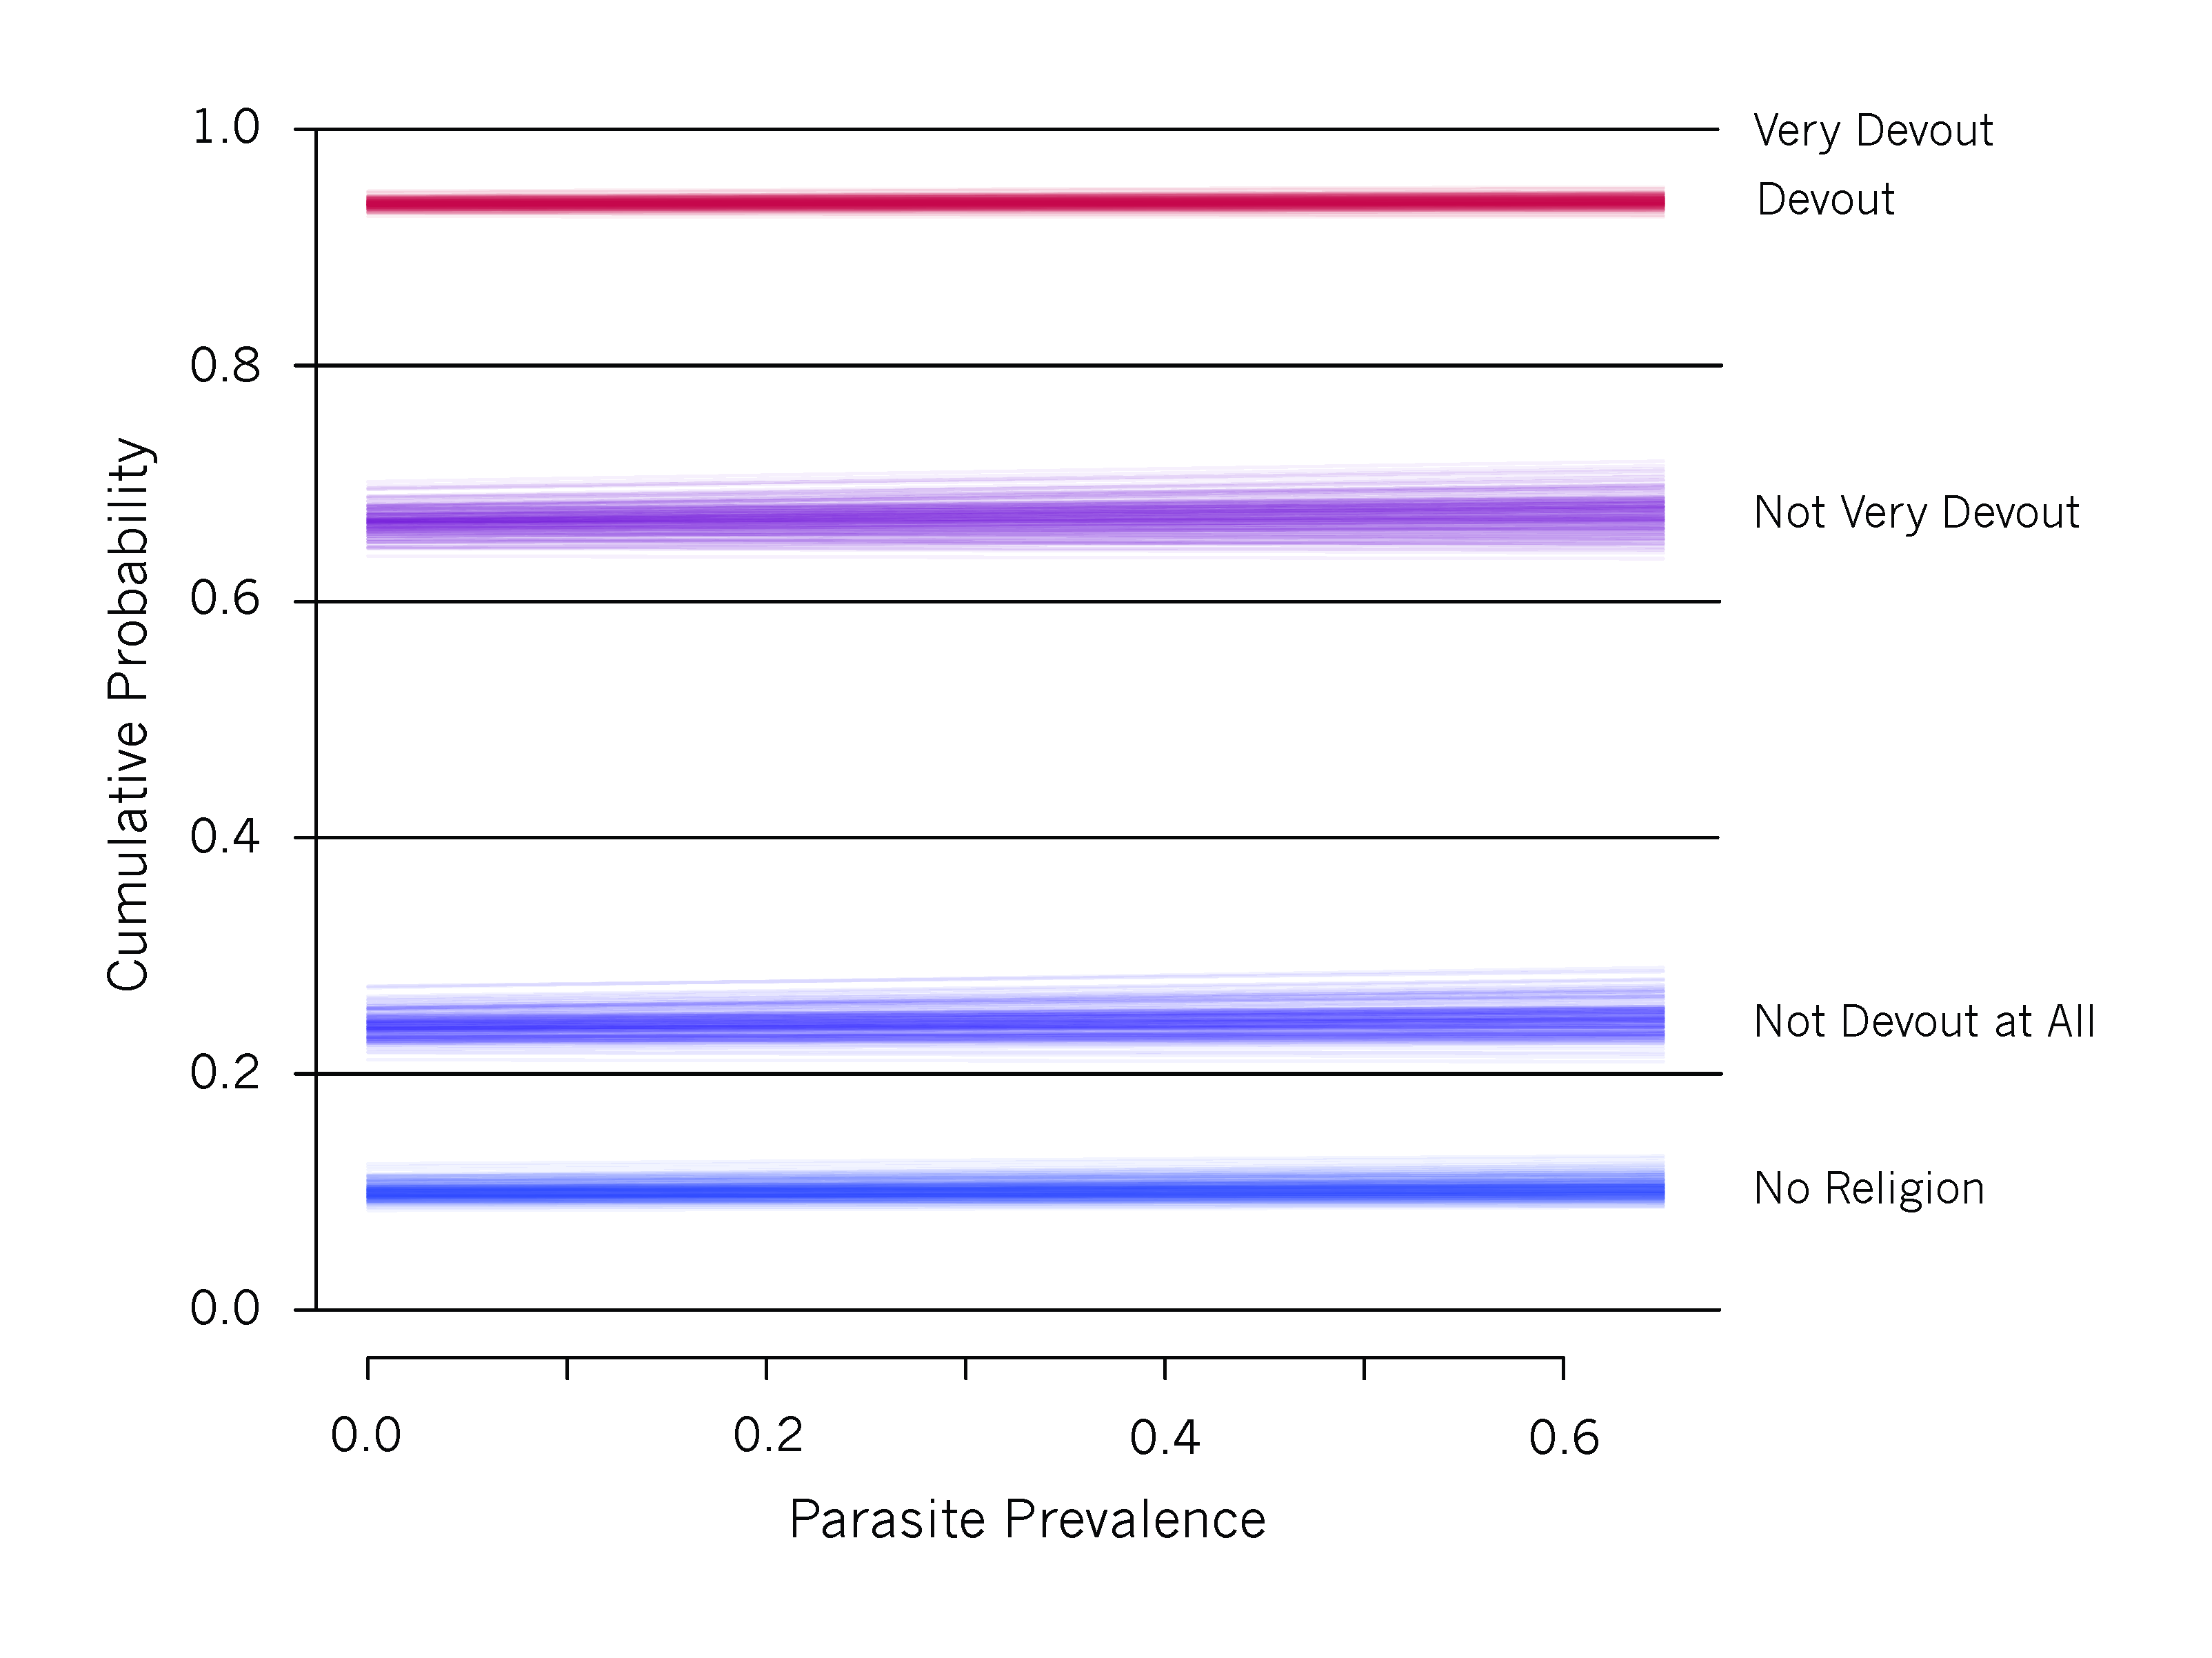 1.0
Very Devout
Devout
0.8
Not Very Devout
0.6
Cumulative Probability
0.4
Not Devout at All
0.2
No Religion
0.0
0.0 0.2 0.4 0.6
Parasite Prevalence